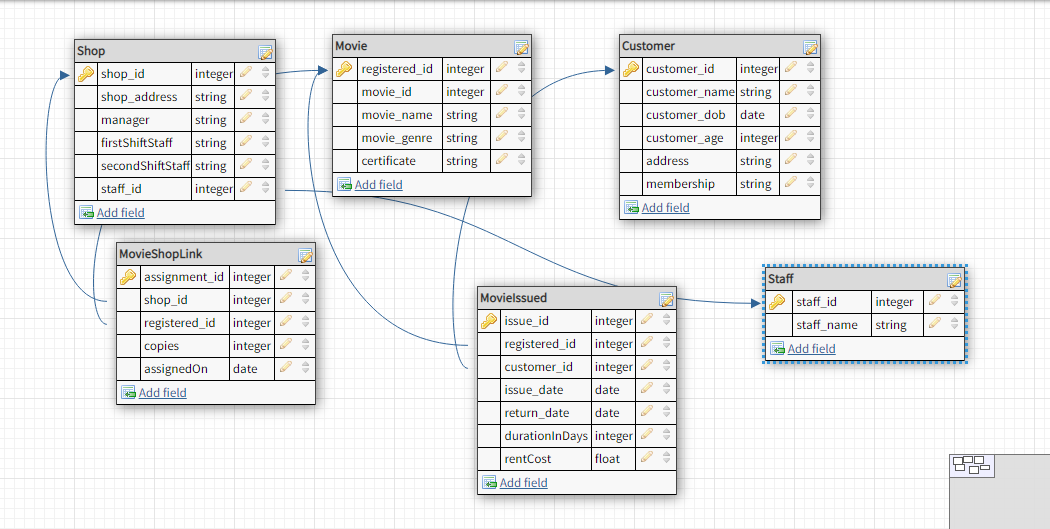 Shop
shop_id integer
shop_address string
manager string
firstShiftStaff string
secondShiftStaff string
staff_id integer
Add field
Movie
registered_id integer
movie_id integer
movie_name string
movie_genre string
certificate string
Add field
Customer
customer_id integer
customer_name string
customer_dob date
customer_age integer
address string
membership string
Add field
MovieShopLink
assignment_id integer
shop_id integer
registered_id integer
copies integer
assignedOn date
Add field
MovieIssued
issue_id integer
registered_id integer
customer_id integer
issue_date date
return_date date
durationInDays integer
rentCost float
Add field
Staff
staff_id integer
staff_name string
Add field